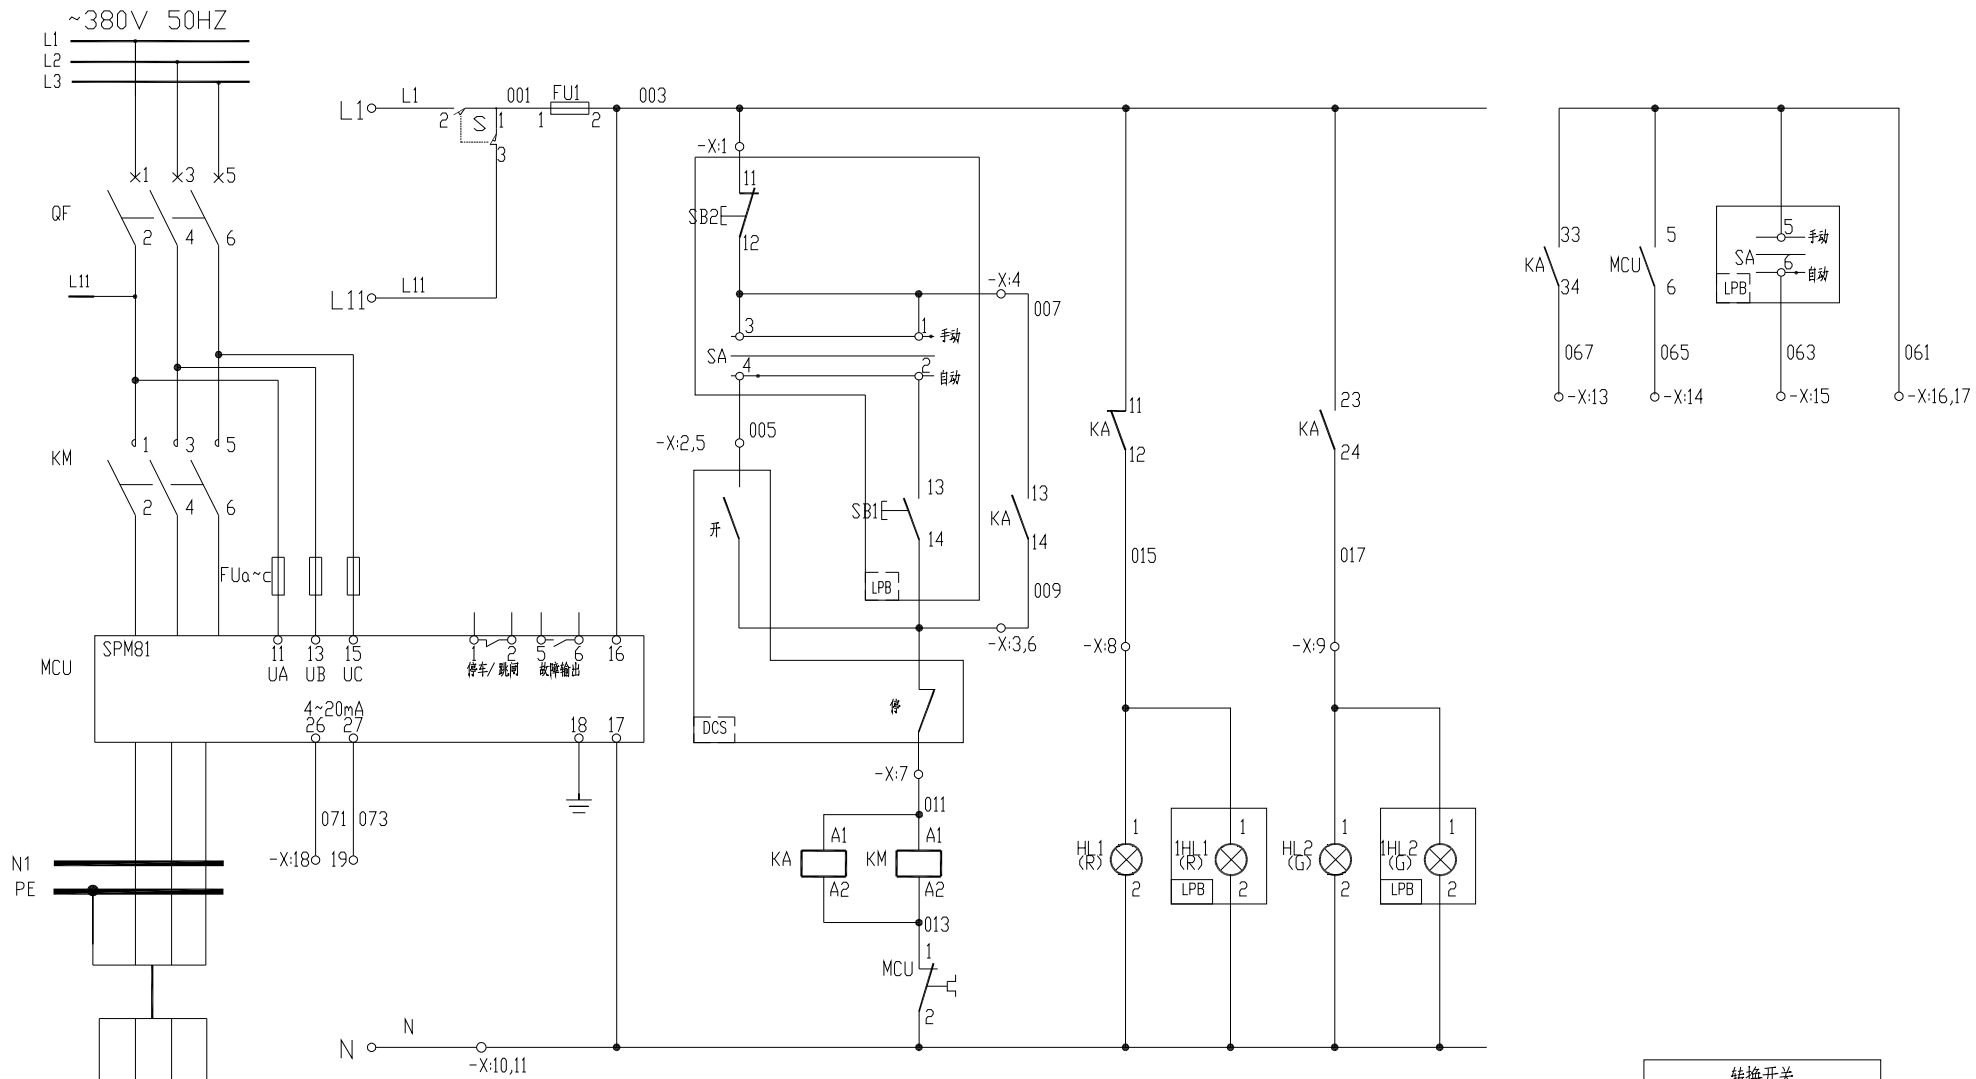 ~380V 50HZ
L1
L2
L3
L1 L1 2 S 1 3 001 1 FU1 2 003
-X:1
1 3 5
QF
2 4 6
L11
L11 L11
11
SB2
12
-X:4
007
3 1 手动
SA
4 2 自动
33
KA
34
067
-X:13
5
MCU
6
065
-X:14
5 手动
SA
6 自动
LPB
063
-X:15
061
-X:16,17
1 3 5
KM
2 4 6
FUa~c
005
-X:2,5
开
13
SB1
14
LPB
13
KA
14
009
-X:3,6
11
KA
12
015
-X:8
23
KA
24
017
-X:9
SPM81
MCU
11 13 15
UA UB UC
1 2 5 6 16
停车/跳闸 故障输出
4~20mA
26 27 18 17
停
DCS
-X:7
071 073
-X:18 19
N1
PE
011
A1 A1
KA KM
A2 A2
013
1
MCU
2
1
HL1
(R)
2
1
1HL1
(R)
2
LPB
1
HL2
(G)
2
1
1HL2
(G)
2
LPB
N N
-X:10,11
转换开关